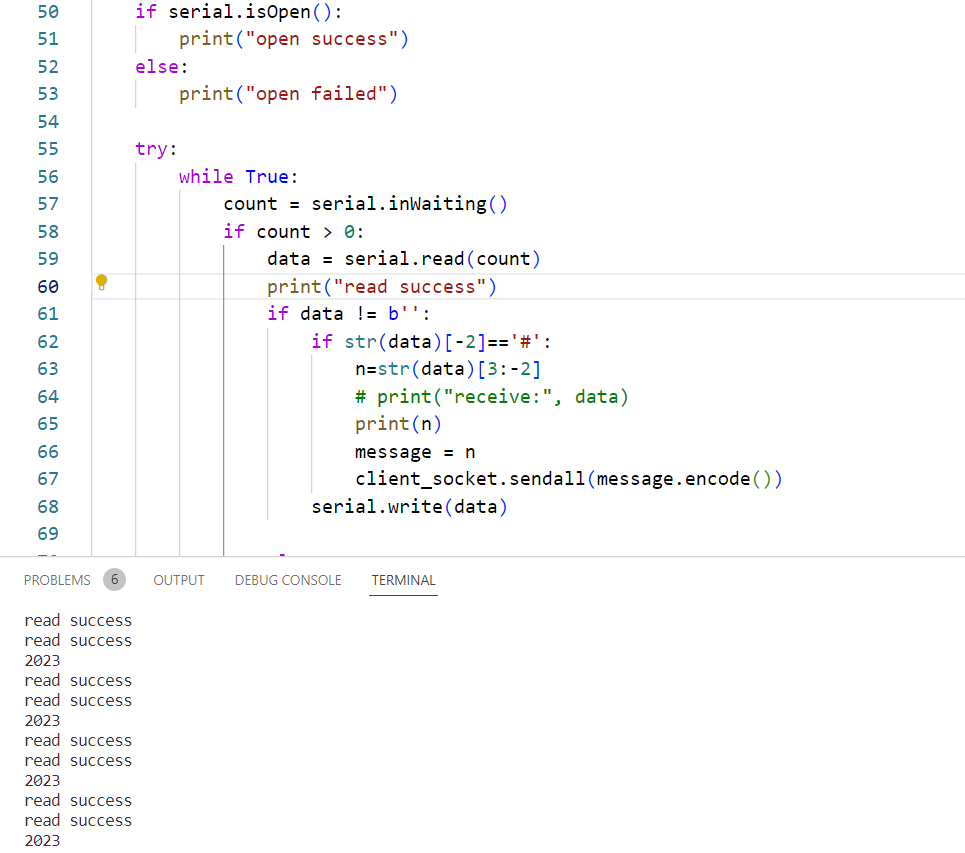 50 if serial.isOpen():
51 print("open success")
52 else:
53 print("open failed")
54
55 try:
56 while True:
57 count = serial.inWaiting()
58 if count > 0:
59 data = serial.read(count)
60 print("read success")
61 if data != b'':
62 if str(data)[-2]=='#':
63 n=str(data)[3:-2]
64 # print("receive:", data)
65 print(n)
66 message = n
67 client_socket.sendall(message.encode())
68 serial.write(data)
69
PROBLEMS 6 OUTPUT DEBUG CONSOLE TERMINAL
read success
read success
2023
read success
read success
2023
read success
read success
2023
read success
read success
2023